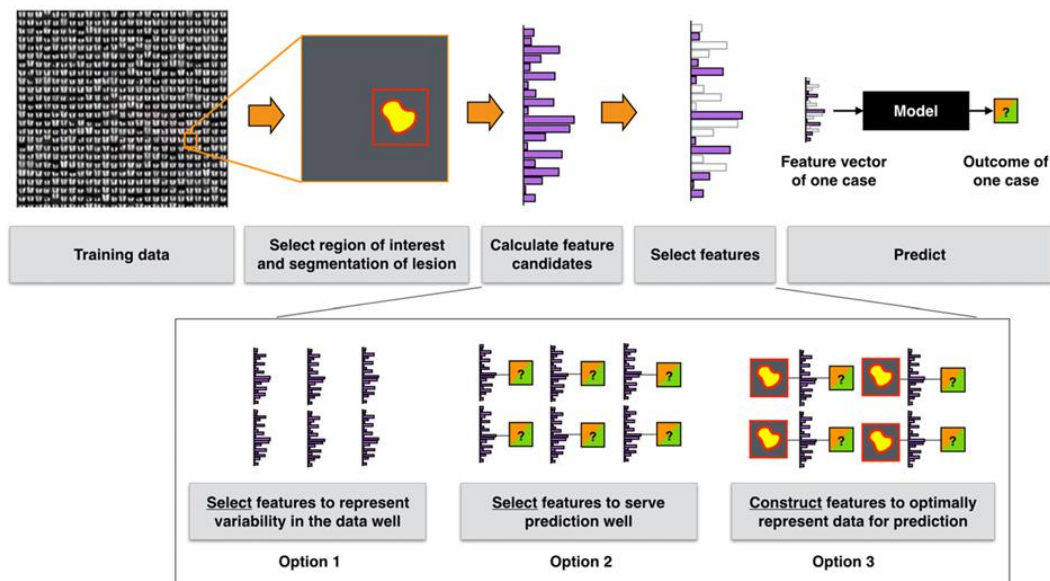 Model
?
Feature vector
of one case
Outcome of
one case
Training data
Select region of interest
and segmentation of lesion
Calculate feature
candidates
Select features
Predict
? ? ? ? ?
? ? ? ? ?
Select features to represent
variability in the data well
Select features to serve
prediction well
Construct features to optimally
represent data for prediction
Option 1
Option 2
Option 3